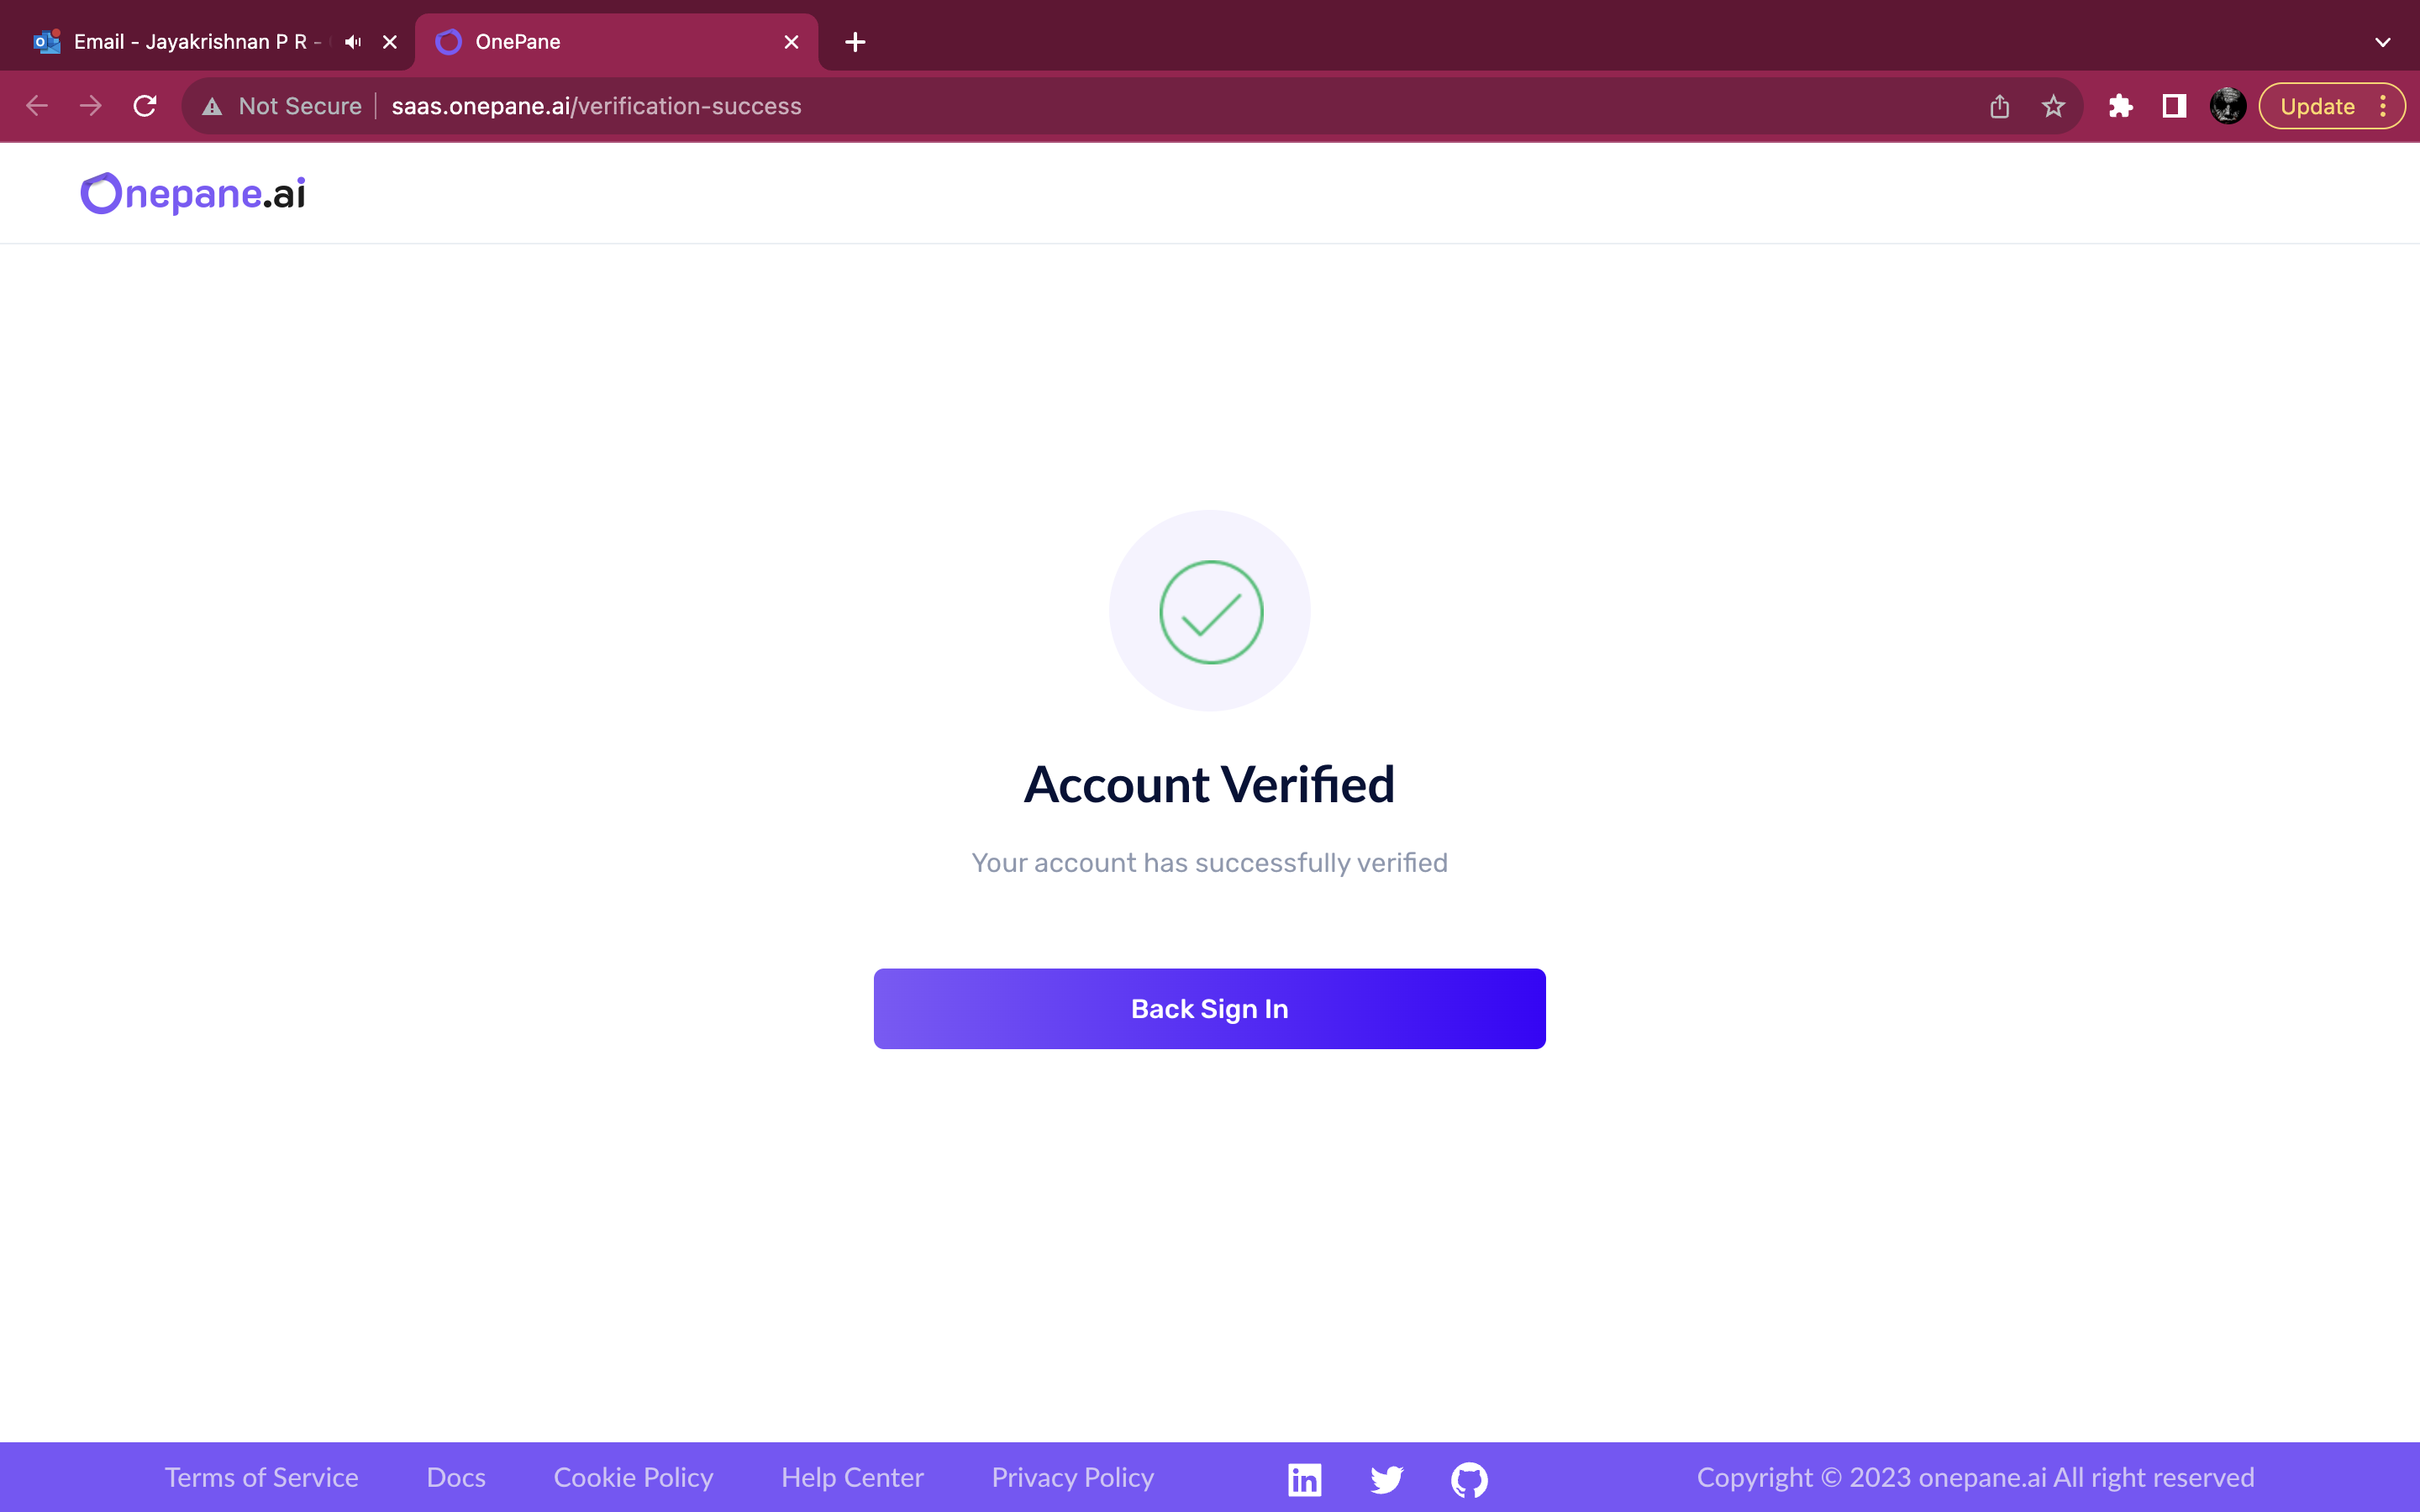 Email - Jayakrishnan P R -
OnePane
Not Secure
saas.onepane.ai/verification-success
Update
Onepane.ai
Account Verified
Your account has successfully verified
Back Sign In
Terms of Service
Docs
Cookie Policy
Help Center
Privacy Policy
in
Copyright © 2023 onepane.ai All right reserved